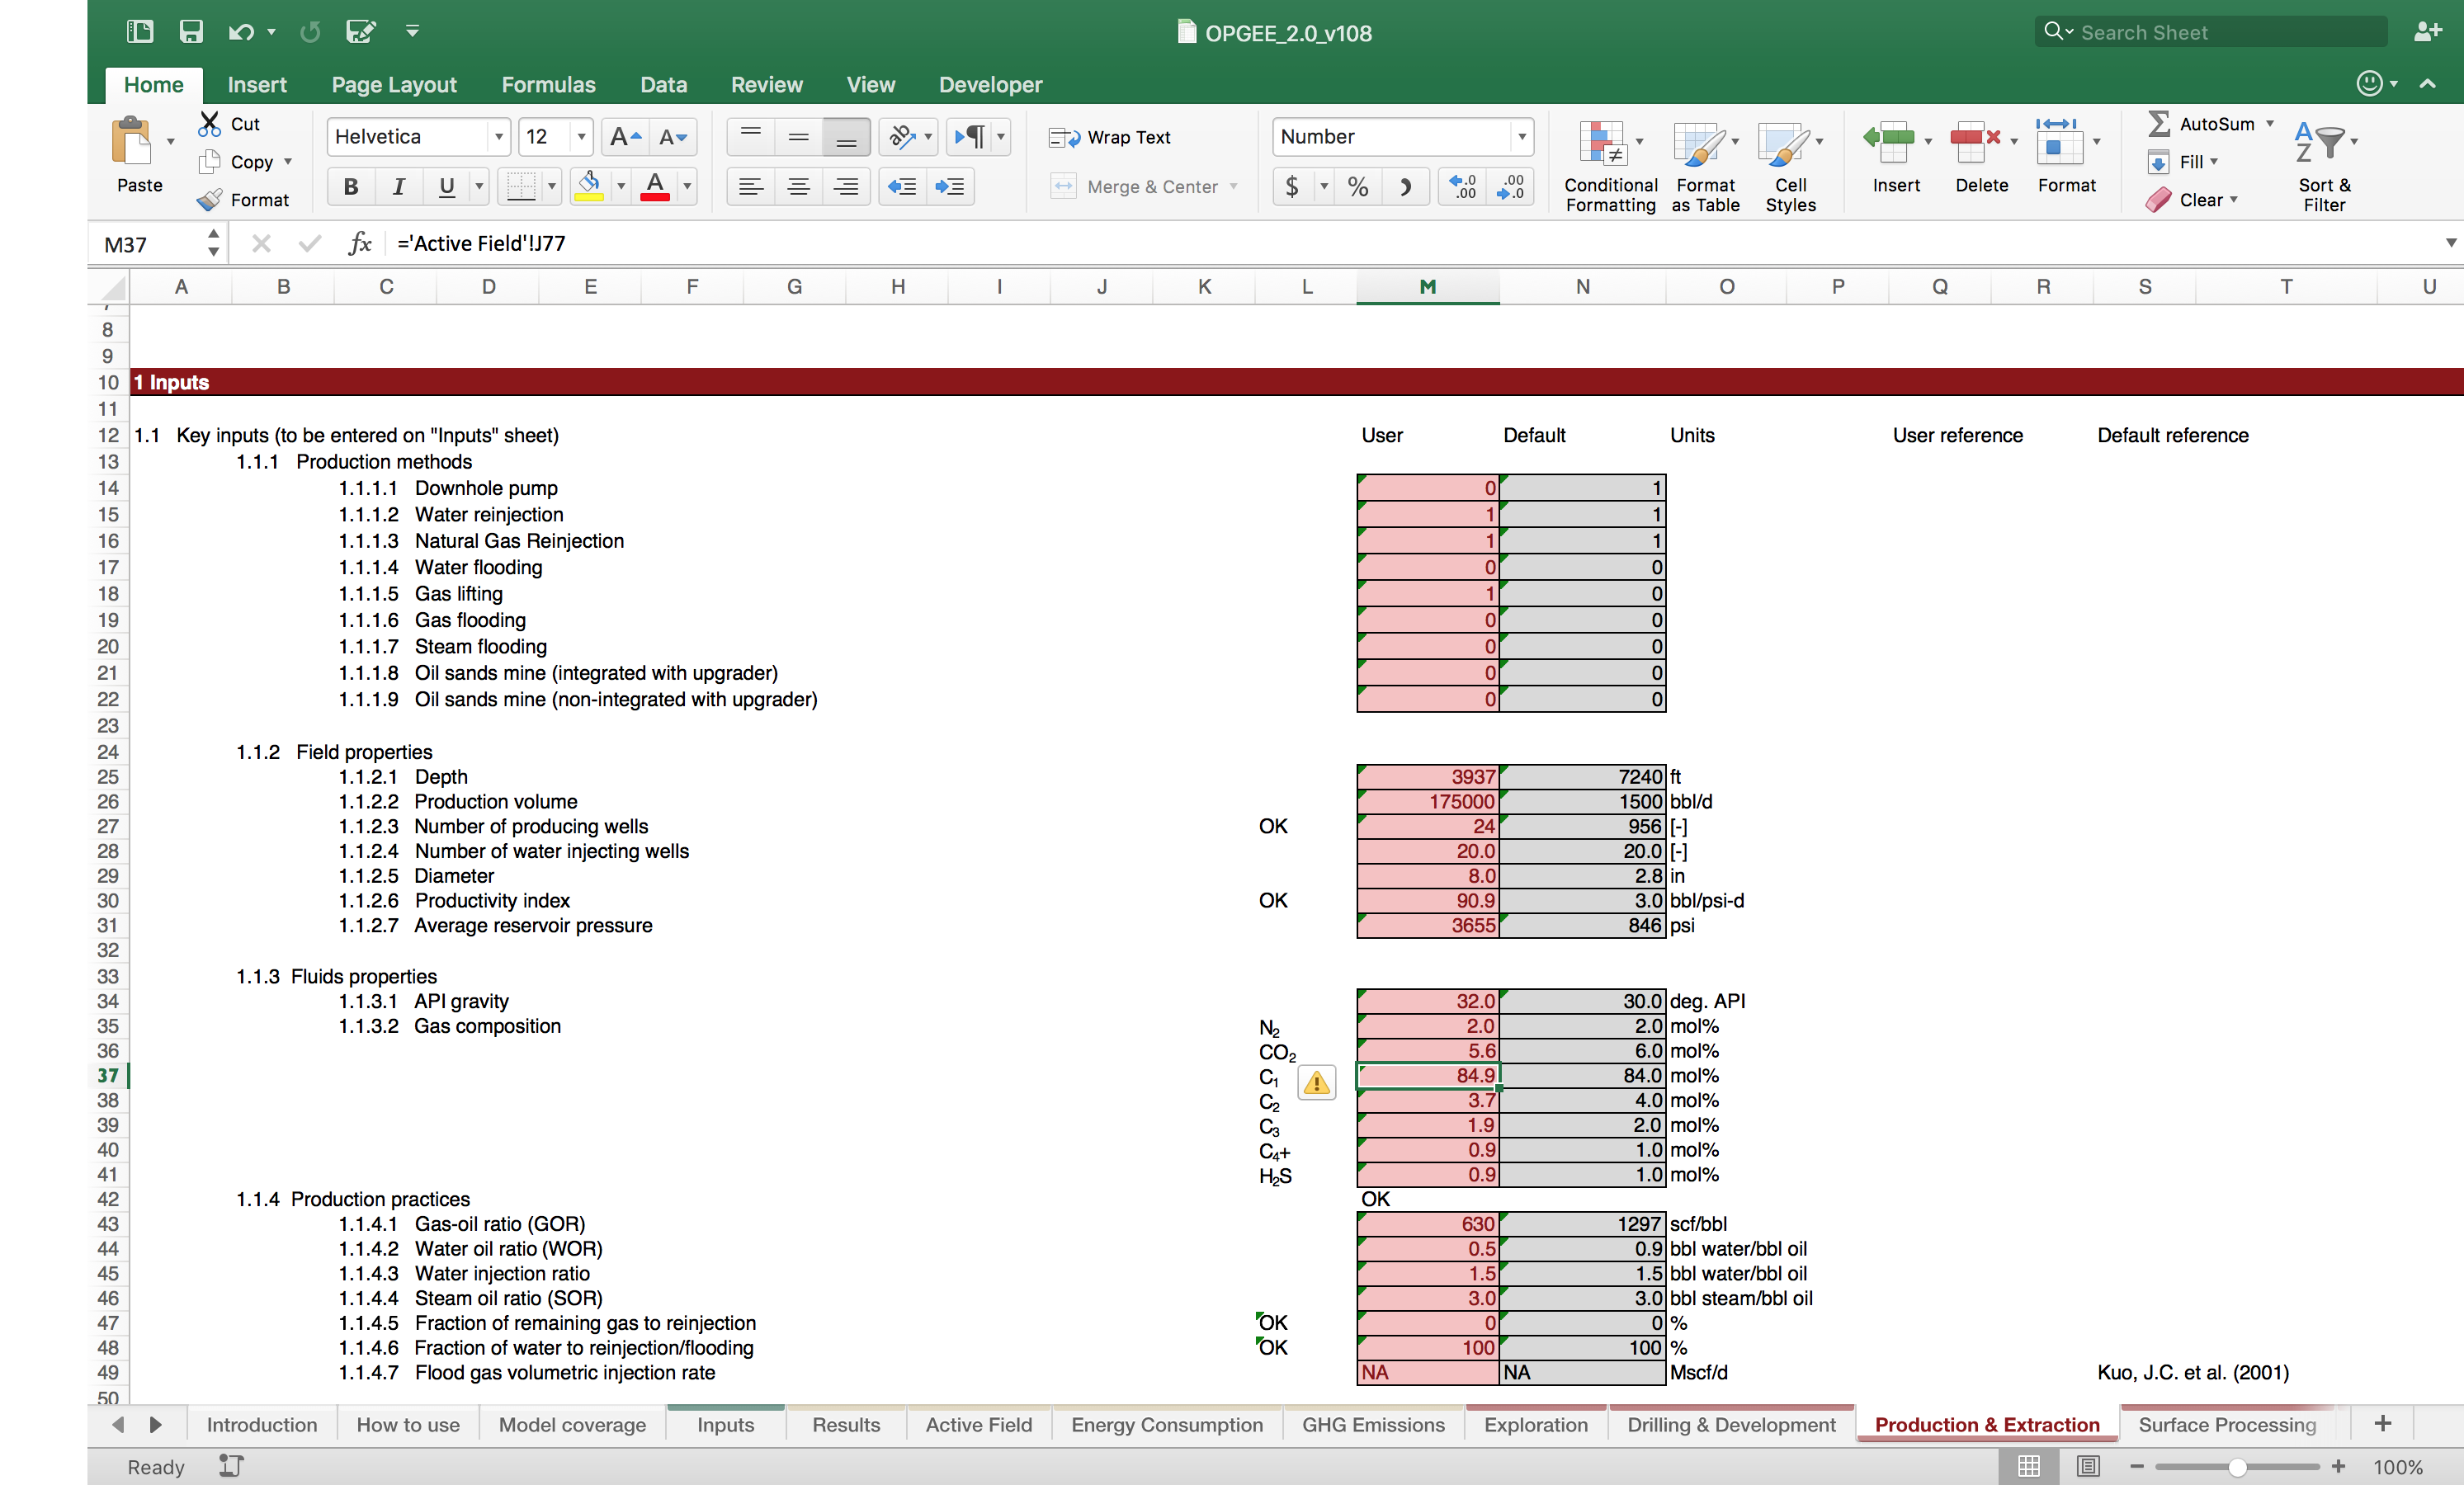 OPGEE_2.0_v108
Search Sheet
Home Insert Page Layout Formulas Data Review View Developer
Paste Cut Copy Format
Helvetica 12
B I U
Wrap Text
Merge & Center
Number
$ %
Conditional Formatting
Format as Table
Cell Styles
Insert Delete Format
AutoSum
Fill
Clear
Sort & Filter
M37 fx ='Active Field'!J77
A B C D E F G H I J K L M N O P Q R S T U
8
9
10 1 Inputs
11
12 1.1 Key inputs (to be entered on "Inputs" sheet) User Default Units User reference Default reference
13 1.1.1 Production methods
14 1.1.1.1 Downhole pump 0 1
15 1.1.1.2 Water reinjection 1 1
16 1.1.1.3 Natural Gas Reinjection 1 1
17 1.1.1.4 Water flooding 0 0
18 1.1.1.5 Gas lifting 1 0
19 1.1.1.6 Gas flooding 0 0
20 1.1.1.7 Steam flooding 0 0
21 1.1.1.8 Oil sands mine (integrated with upgrader) 0 0
22 1.1.1.9 Oil sands mine (non-integrated with upgrader) 0 0
23
24 1.1.2 Field properties
25 1.1.2.1 Depth 3937 7240 ft
26 1.1.2.2 Production volume 175000 1500 bbl/d
27 1.1.2.3 Number of producing wells OK 24 956 [-]
28 1.1.2.4 Number of water injecting wells 20.0 20.0 [-]
29 1.1.2.5 Diameter 8.0 2.8 in
30 1.1.2.6 Productivity index OK 90.9 3.0 bbl/psi-d
31 1.1.2.7 Average reservoir pressure 3655 846 psi
32
33 1.1.3 Fluids properties
34 1.1.3.1 API gravity 32.0 30.0 deg. API
35 1.1.3.2 Gas composition N₂ 2.0 2.0 mol%
36 CO₂ 5.6 6.0 mol%
37 C₁ 84.9 84.0 mol%
38 C₂ 3.7 4.0 mol%
39 C₃ 1.9 2.0 mol%
40 C₄+ 0.9 1.0 mol%
41 H₂S 0.9 1.0 mol%
42 1.1.4 Production practices OK
43 1.1.4.1 Gas-oil ratio (GOR) 630 1297 scf/bbl
44 1.1.4.2 Water oil ratio (WOR) 0.5 0.9 bbl water/bbl oil
45 1.1.4.3 Water injection ratio 1.5 1.5 bbl water/bbl oil
46 1.1.4.4 Steam oil ratio (SOR) 3.0 3.0 bbl steam/bbl oil
47 1.1.4.5 Fraction of remaining gas to reinjection OK 0 0 %
48 1.1.4.6 Fraction of water to reinjection/flooding OK 100 100 %
49 1.1.4.7 Flood gas volumetric injection rate NA NA Mscf/d Kuo, J.C. et al. (2001)
50
Introduction How to use Model coverage Inputs Results Active Field Energy Consumption GHG Emissions Exploration Drilling & Development Production & Extraction Surface Processing +
Ready 100%